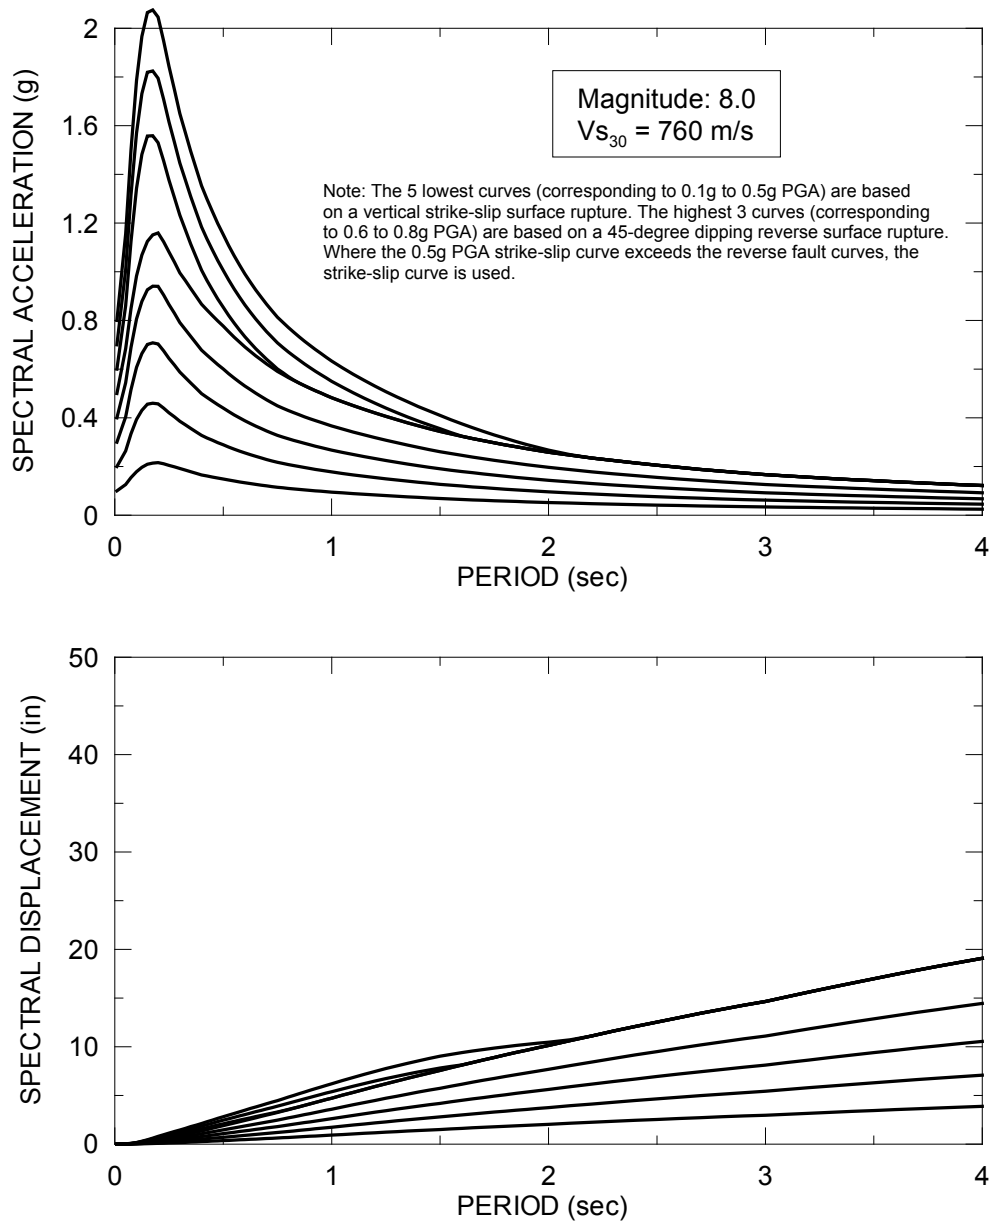 SPECTRAL ACCELERATION (g)
2
1.6
1.2
0.8
0.4
0
Magnitude: 8.0
Vs30 = 760 m/s
Note: The 5 lowest curves (corresponding to 0.1g to 0.5g PGA) are based
on a vertical strike-slip surface rupture. The highest 3 curves (corresponding
to 0.6 to 0.8g PGA) are based on a 45-degree dipping reverse surface rupture.
Where the 0.5g PGA strike-slip curve exceeds the reverse fault curves, the
strike-slip curve is used.
0 1 2 3 4
PERIOD (sec)
SPECTRAL DISPLACEMENT (in)
50
40
30
20
10
0
0 1 2 3 4
PERIOD (sec)